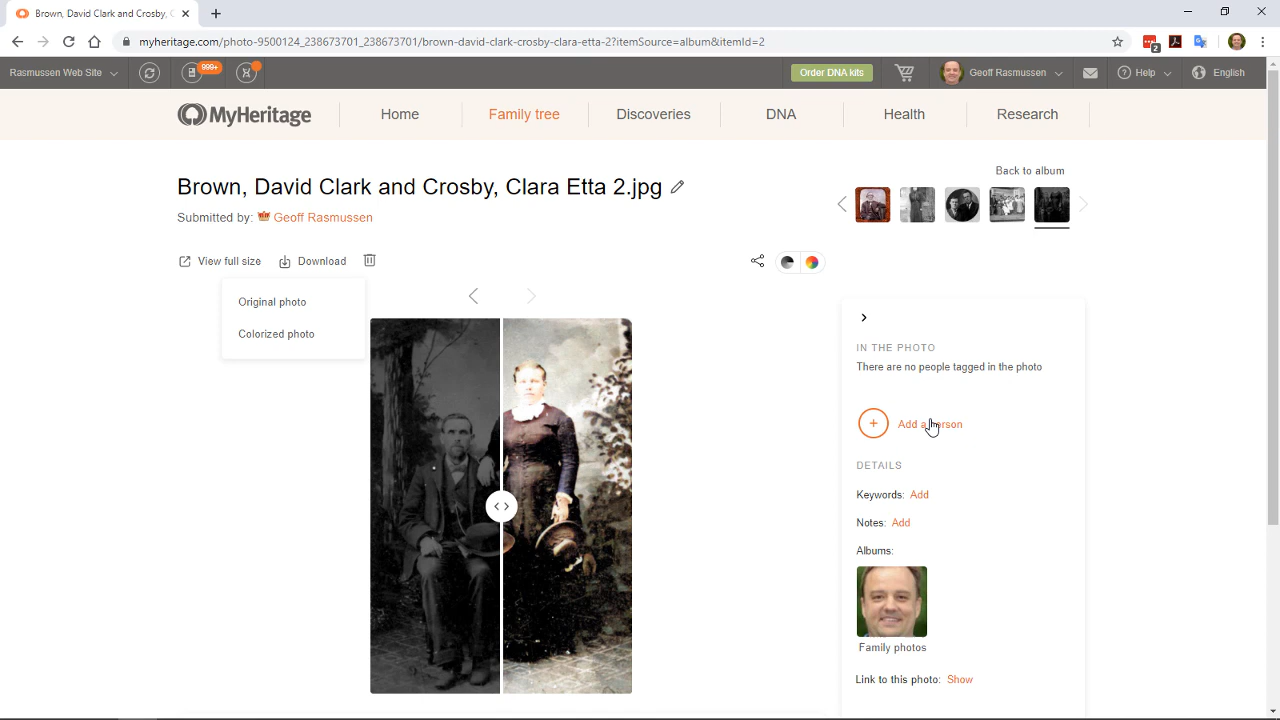 Brown, David Clark and Crosby, C
myheritage.com/photo-9500124_238673701_238673701/brown-david-clark-crosby-clara-etta-2?itemSource=album&itemId=2
2
Rasmussen Web Site
999+
Order DNA kits
Geoff Rasmussen
Help
English
MyHeritage
Home
Family tree
Discoveries
DNA
Health
Research
Back to album
Brown, David Clark and Crosby, Clara Etta 2.jpg
Submitted by: Geoff Rasmussen
View full size
Download
Original photo
Colorized photo
IN THE PHOTO
There are no people tagged in the photo
Add a person
DETAILS
Keywords: Add
Notes: Add
Albums:
Family photos
Link to this photo: Show